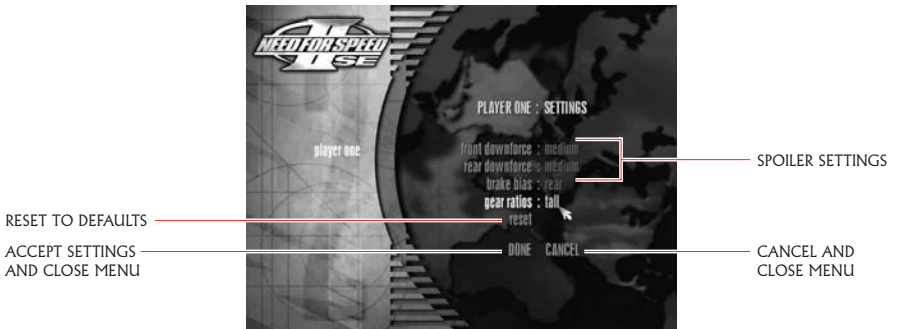 NEED FOR SPEED
II
SE
PLAYER ONE : SETTINGS
player one
front downforce : medium
rear downforce : medium
brake bias : rear
gear ratios : tall
reset
DONE CANCEL
SPOILER SETTINGS
RESET TO DEFAULTS
ACCEPT SETTINGS
AND CLOSE MENU
CANCEL AND
CLOSE MENU